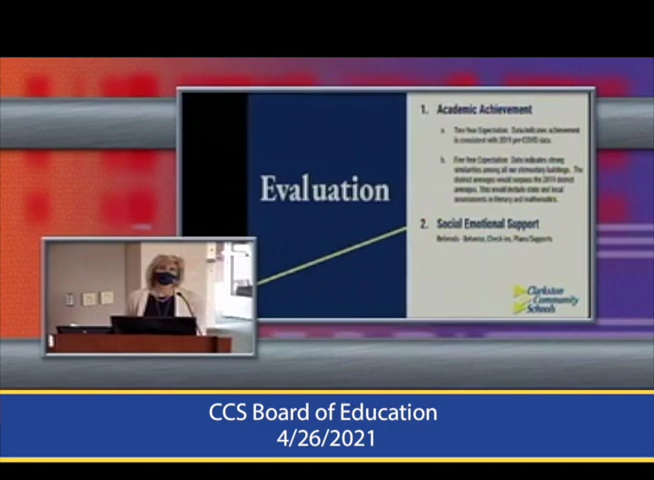 Evaluation
1. Academic Achievement
a. Two Year Expectation: Data indicates achievement
is consistent with 2019 pre-COVID data.
b. Five Year Expectation: Data indicates strong
similarities among all our elementary buildings. The
district averages would surpass the 2019 district
averages. This would include state and local
assessments in literacy and mathematics.
2. Social Emotional Support
Referrals - Behavior, Check-ins, Plans/Supports
Clarkston
Community
Schools
CCS Board of Education
4/26/2021